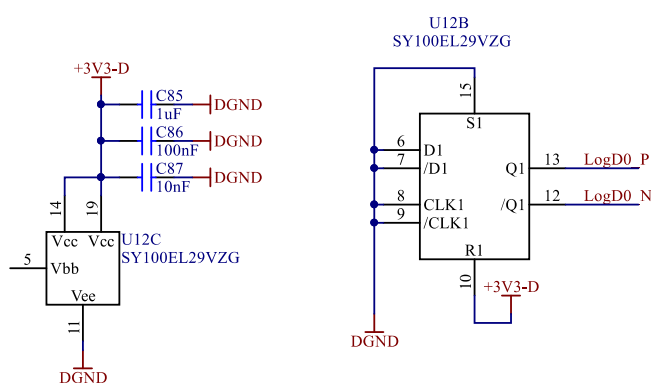 +3V3-D
C85
1uF
DGND
C86
100nF
DGND
C87
10nF
DGND
14
19
Vcc
Vcc
U12C
SY100EL29VZG
5
Vbb
Vee
11
DGND
U12B
SY100EL29VZG
15
S1
6
D1
7
/D1
Q1
13
LogD0_P
8
CLK1
/Q1
12
LogD0_N
9
/CLK1
R1
10
+3V3-D
DGND